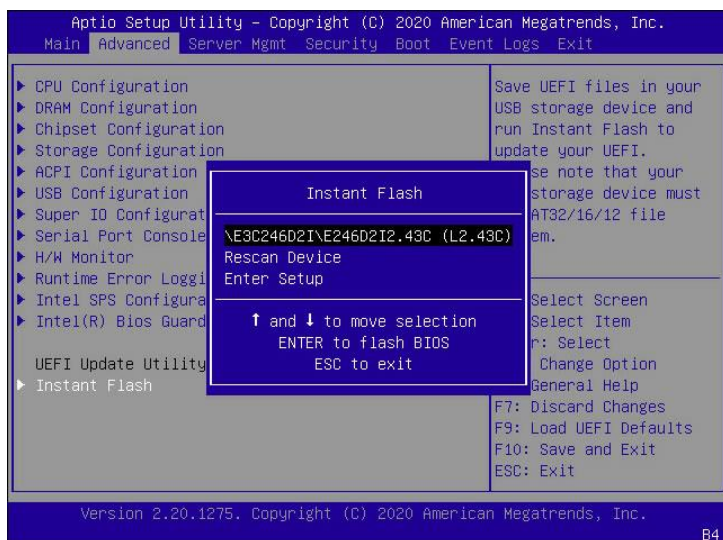 Aptio Setup Utility – Copyright (C) 2020 American Megatrends, Inc.
Main Advanced Server Mgmt Security Boot Event Logs Exit
CPU Configuration
DRAM Configuration
Chipset Configuration
Storage Configuration
ACPI Configuration
USB Configuration
Super IO Configurat
Serial Port Console
H/W Monitor
Runtime Error Loggi
Intel SPS Configura
Intel(R) Bios Guard
UEFI Update Utility
Instant Flash
Instant Flash
\E3C246D2I\E246D2I2.43C (L2.43C)
Rescan Device
Enter Setup
↑ and ↓ to move selection
ENTER to flash BIOS
ESC to exit
Save UEFI files in your
USB storage device and
run Instant Flash to
update your UEFI.
se note that your
storage device must
AT32/16/12 file
em.
Select Screen
Select Item
r: Select
Change Option
General Help
F7: Discard Changes
F9: Load UEFI Defaults
F10: Save and Exit
ESC: Exit
Version 2.20.1275. Copyright (C) 2020 American Megatrends, Inc.
B4